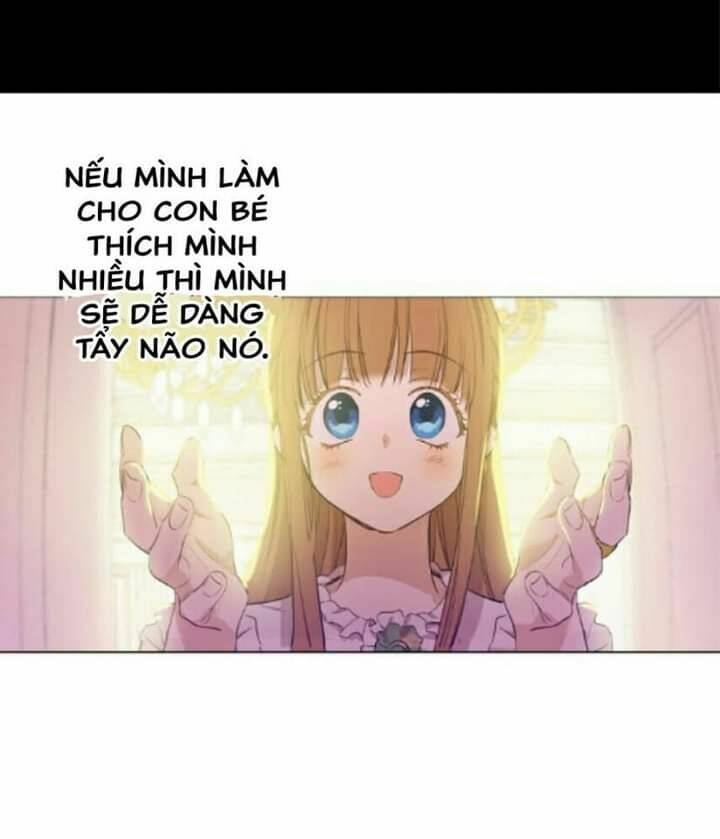 NẾU MÌNH LÀM
CHO CON BÉ
THÍCH MÌNH
NHIỀU THÌ MÌNH
SẼ DỄ DÀNG
TẨY NÃO NÓ.